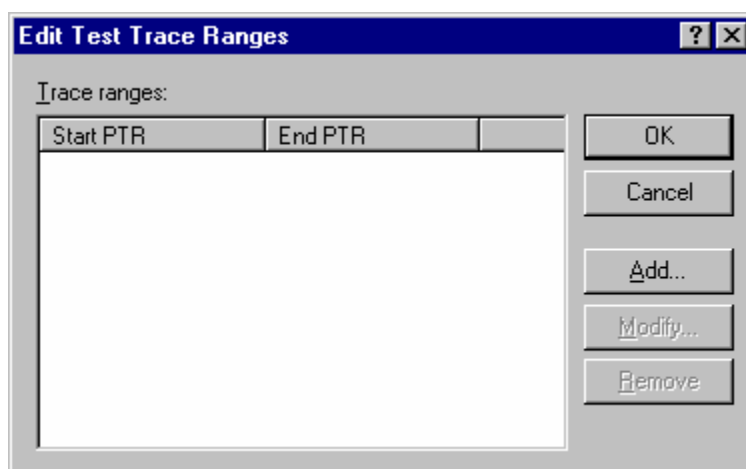 Edit Test Trace Ranges
Trace ranges:
Start PTR End PTR
OK
Cancel
Add...
Modify...
Remove